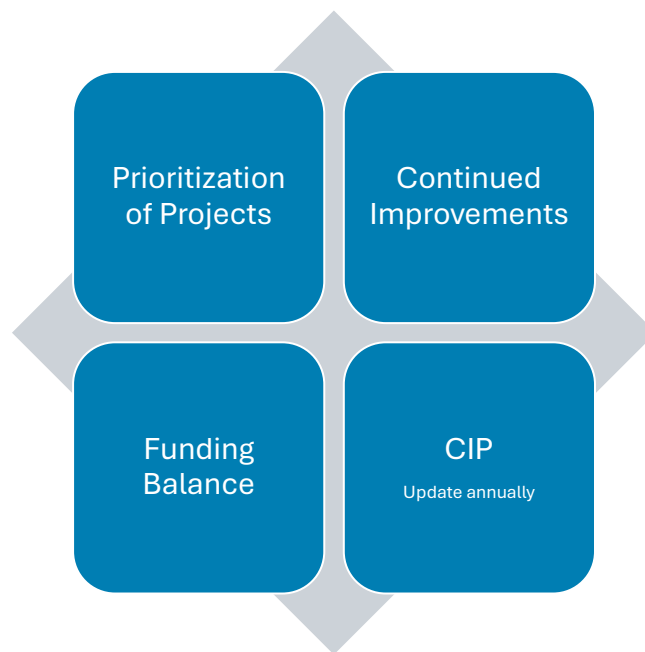 Prioritization
of Projects
Continued
Improvements
Funding
Balance
CIP
Update annually